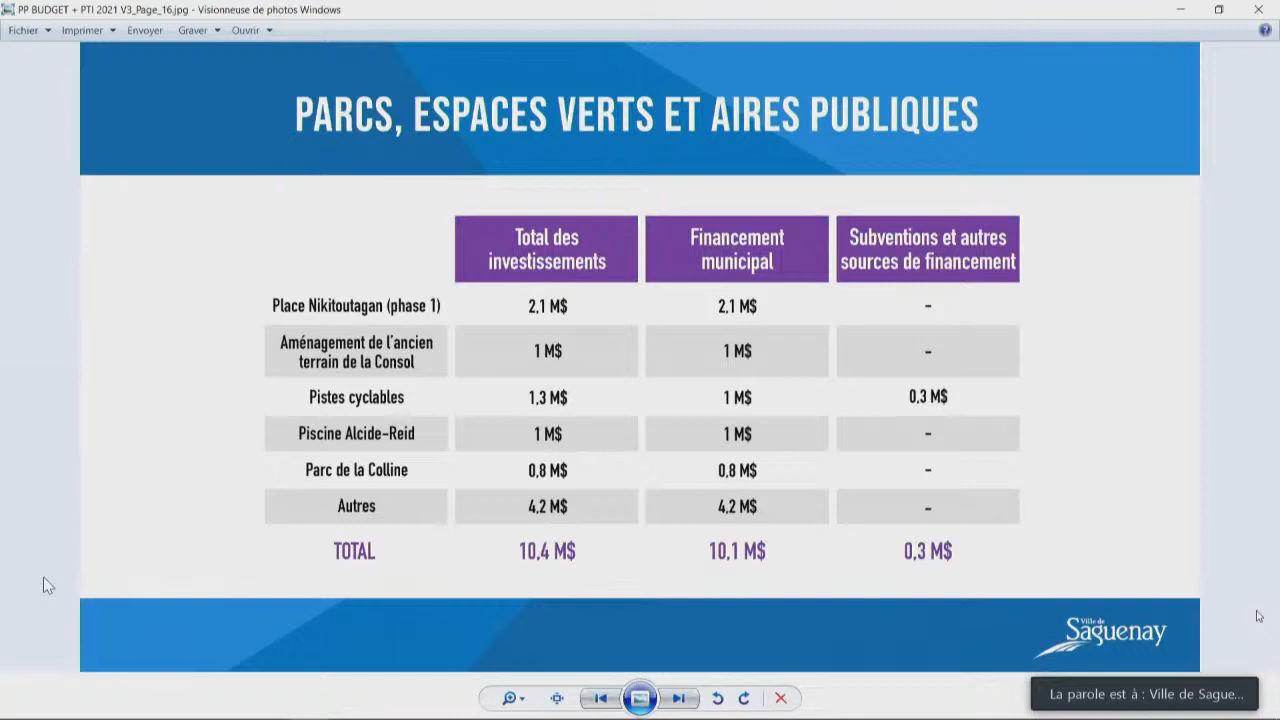 PP BUDGET + PTI 2021 V3_Page_16.jpg - Visionneuse de photos Windows
Fichier Imprimer Envoyer Graver Ouvrir
PARCS, ESPACES VERTS ET AIRES PUBLIQUES
Total des investissements Financement municipal Subventions et autres sources de financement
Place Nikitoutagan (phase 1) 2,1 M$ 2,1 M$ -
Aménagement de l'ancien terrain de la Consol 1 M$ 1 M$ -
Pistes cyclables 1,3 M$ 1 M$ 0,3 M$
Piscine Alcide-Reid 1 M$ 1 M$ -
Parc de la Colline 0,8 M$ 0,8 M$ -
Autres 4,2 M$ 4,2 M$ -
TOTAL 10,4 M$ 10,1 M$ 0,3 M$
Ville de
Saguenay
La parole est à : Ville de Sague...